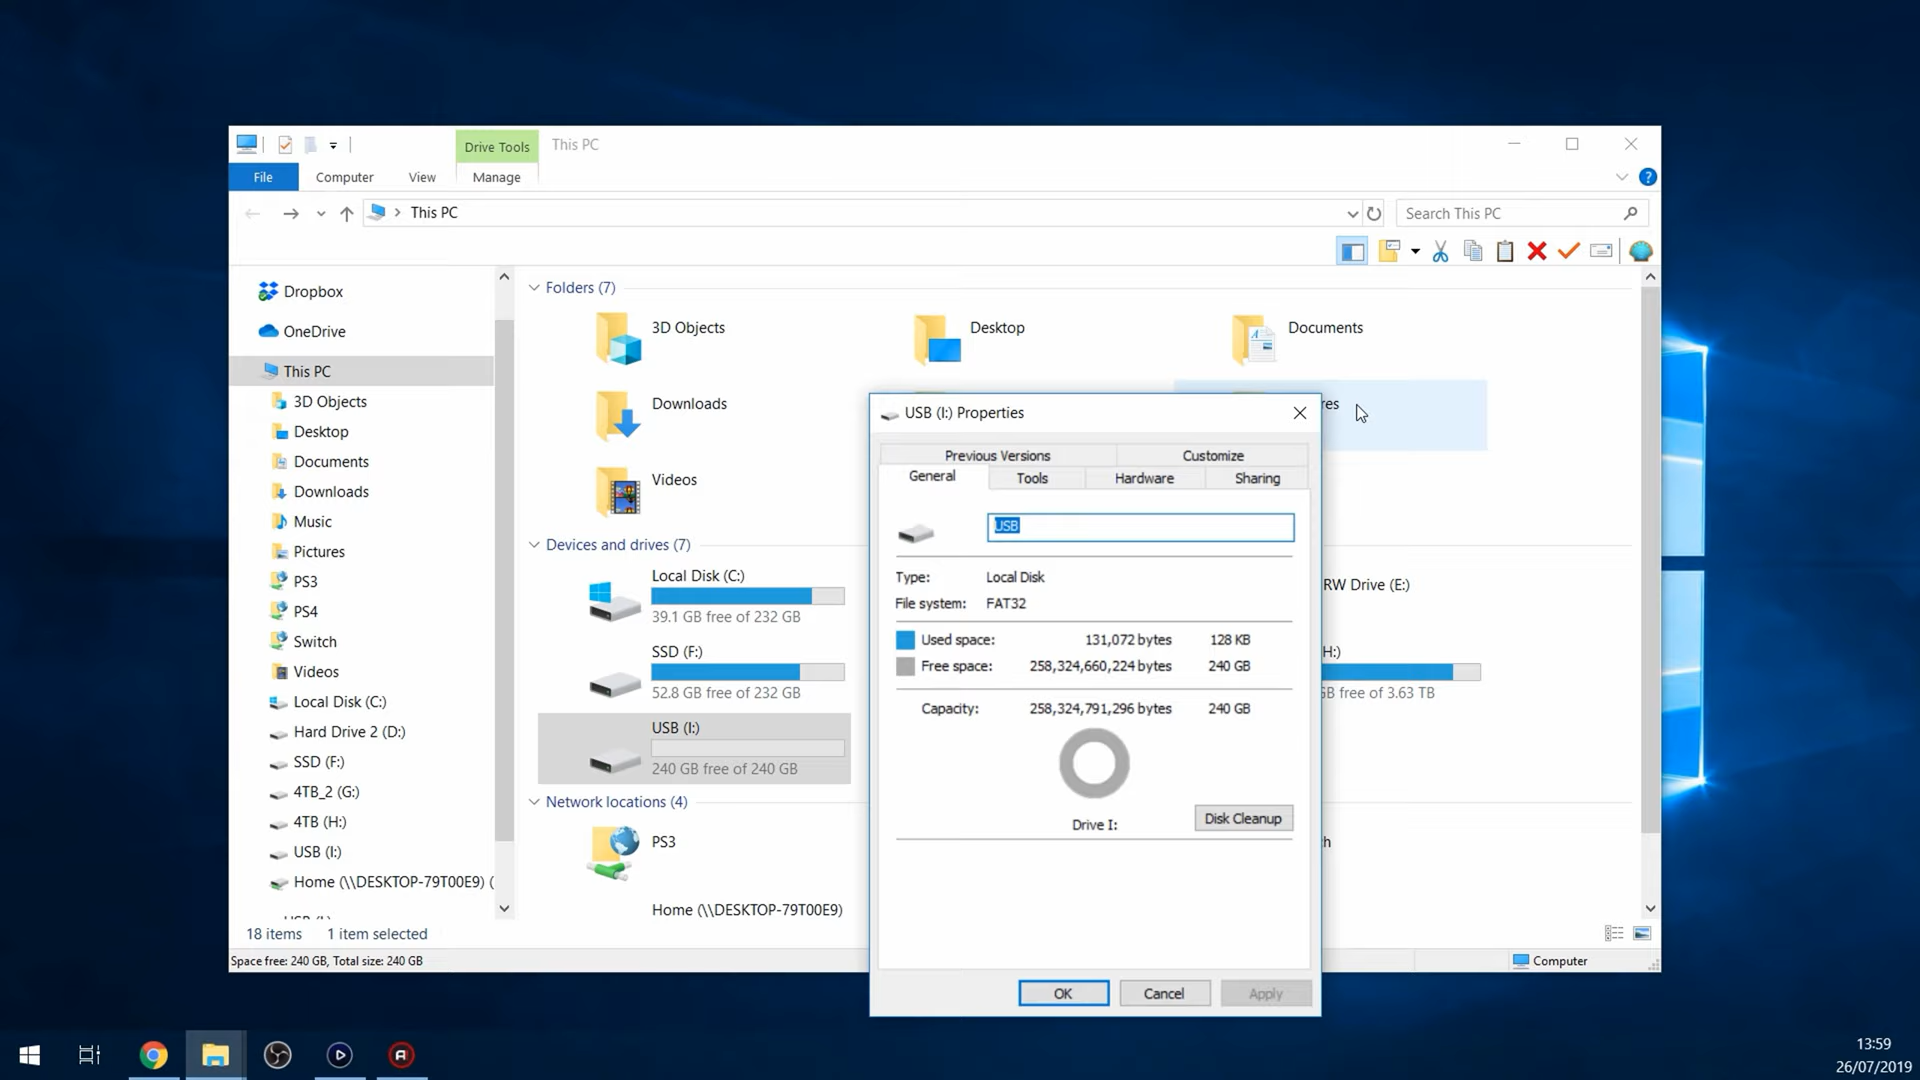 Drive Tools
This PC
File
Computer
View
Manage
This PC
Search This PC
Dropbox
OneDrive
This PC
3D Objects
Desktop
Documents
Downloads
Music
Pictures
PS3
PS4
Switch
Videos
Local Disk (C:)
Hard Drive 2 (D:)
SSD (F:)
4TB_2 (G:)
4TB (H:)
USB (I:)
Home (\\DESKTOP-79T00E9) (
Folders (7)
3D Objects
Desktop
Documents
Downloads
res
Videos
Devices and drives (7)
Local Disk (C:)
39.1 GB free of 232 GB
RW Drive (E:)
SSD (F:)
52.8 GB free of 232 GB
H:)
GB free of 3.63 TB
USB (I:)
240 GB free of 240 GB
Network locations (4)
PS3
h
Home (\\DESKTOP-79T00E9)
18 items
1 item selected
Space free: 240 GB, Total size: 240 GB
Computer
USB (I:) Properties
Previous Versions
Customize
General
Tools
Hardware
Sharing
USB
Type: Local Disk
File system: FAT32
Used space: 131,072 bytes 128 KB
Free space: 258,324,660,224 bytes 240 GB
Capacity: 258,324,791,296 bytes 240 GB
Drive I:
Disk Cleanup
OK
Cancel
Apply
13:59
26/07/2019